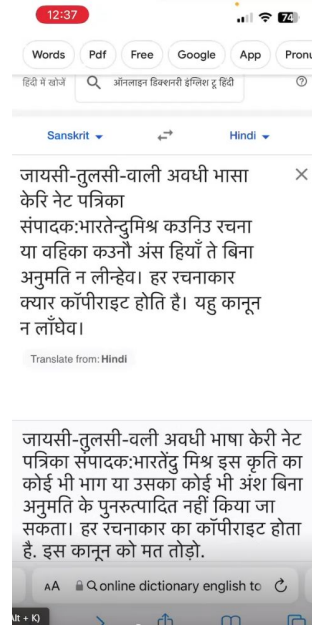 12:37
74
Words Pdf Free Google App Pronu
हिंदी में खोजें ऑनलाइन डिक्शनरी इंग्लिश टू हिंदी
Sanskrit Hindi
जायसी-तुलसी-वाली अवधी भासा
केरि नेट पत्रिका
संपादक:भारतेन्दुमिश्र कउनिउ रचना
या वहिका कउनौ अंस हियाँ ते बिना
अनुमति न लीन्हेव। हर रचनाकार
क्यार कॉपीराइट होति है। यहु कानून
न लाँघेव।
Translate from: Hindi
जायसी-तुलसी-वली अवधी भाषा केरी नेट
पत्रिका संपादक:भारतेंदु मिश्र इस कृति का
कोई भी भाग या उसका कोई भी अंश बिना
अनुमति के पुनरुत्पादित नहीं किया जा
सकता। हर रचनाकार का कॉपीराइट होता
है. इस कानून को मत तोड़ो.
AA online dictionary english to
lt + K)